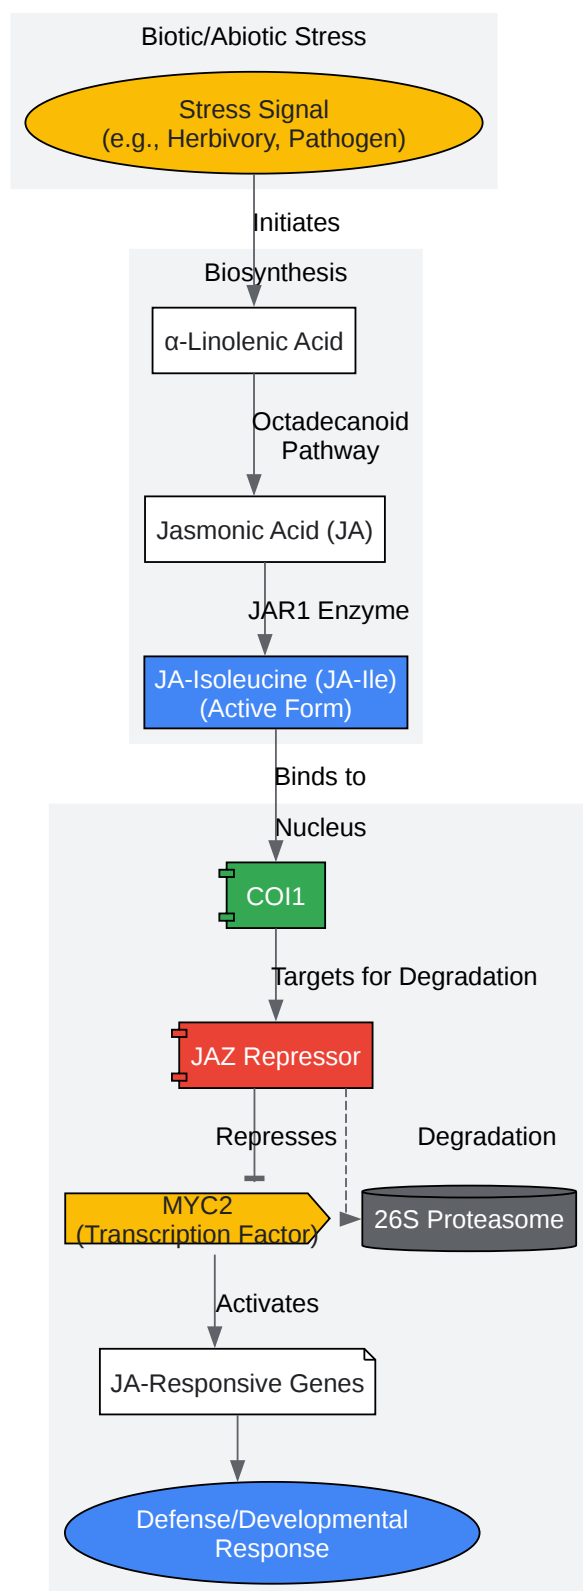 Biotic/Abiotic Stress
Stress Signal
(e.g., Herbivory, Pathogen)
Initiates
Biosynthesis
α-Linolenic Acid
Octadecanoid
Pathway
Jasmonic Acid (JA)
JAR1 Enzyme
JA-Isoleucine (JA-Ile)
(Active Form)
Binds to
Nucleus
COI1
Targets for Degradation
JAZ Repressor
Represses
Degradation
MYC2
(Transcription Factor)
26S Proteasome
Activates
JA-Responsive Genes
Defense/Developmental
Response